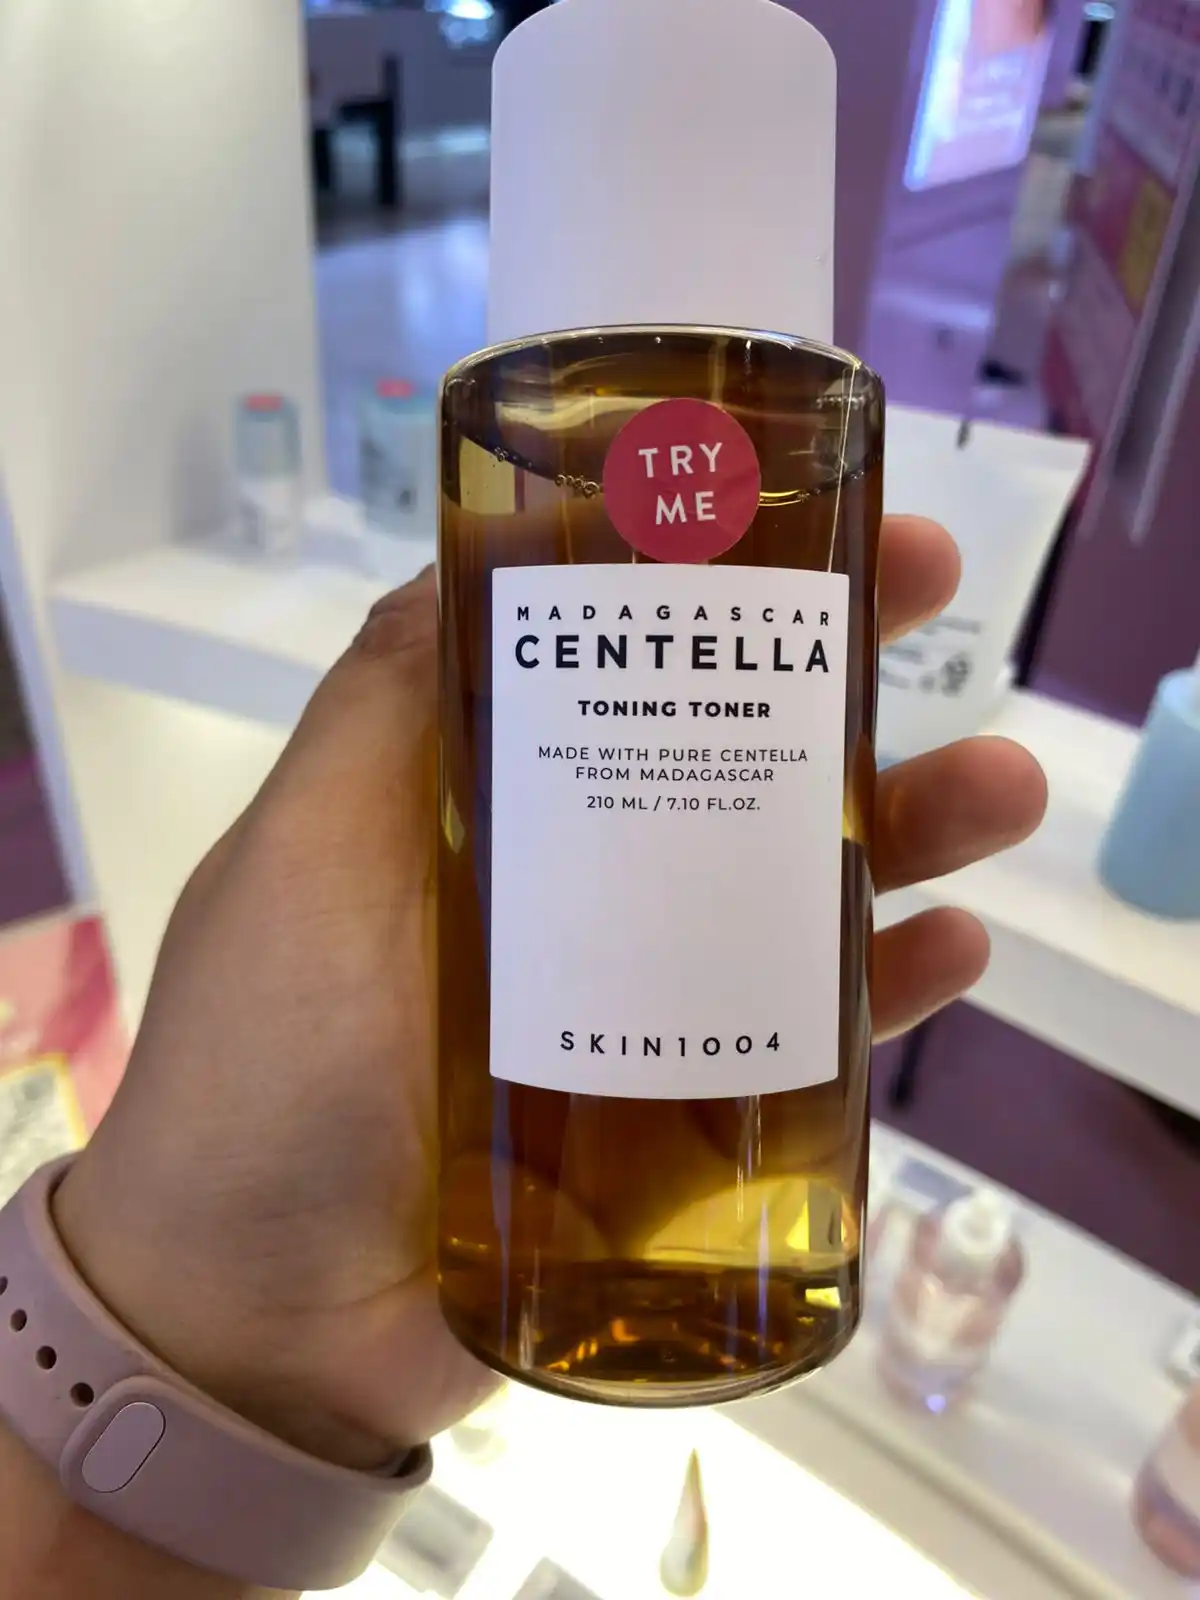 TRY
ME
MADAGASCAR
CENTELLA
TONING TONER
MADE WITH PURE CENTELLA
FROM MADAGASCAR
210 ML / 7.10 FL.OZ.
SKIN1004